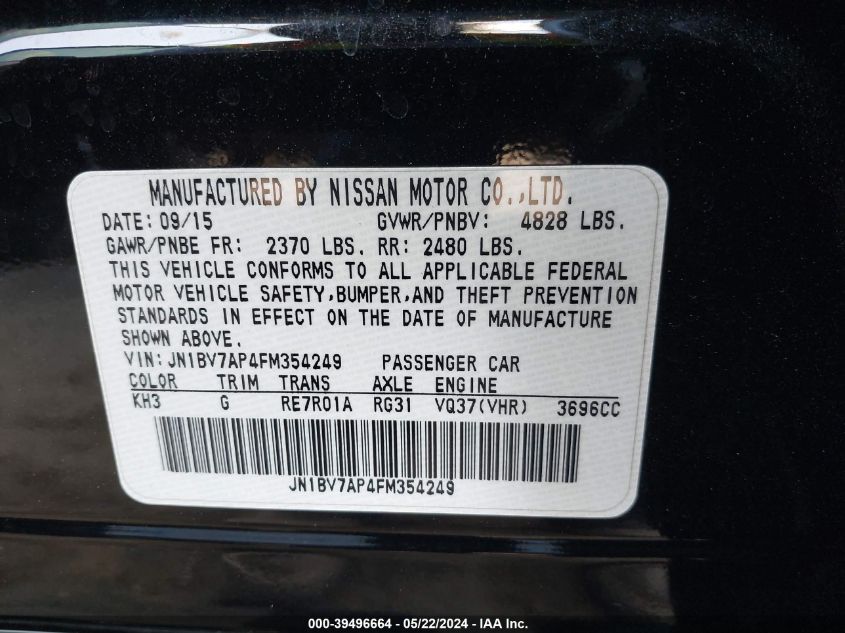 MANUFACTURED BY NISSAN MOTOR CO.,LTD.
DATE: 09/15 GVWR/PNBV: 4828 LBS.
GAWR/PNBE FR: 2370 LBS. RR: 2480 LBS.
THIS VEHICLE CONFORMS TO ALL APPLICABLE FEDERAL
MOTOR VEHICLE SAFETY,BUMPER,AND THEFT PREVENTION
STANDARDS IN EFFECT ON THE DATE OF MANUFACTURE
SHOWN ABOVE.
VIN:JN1BV7AP4FM354249 PASSENGER CAR
COLOR TRIM TRANS AXLE ENGINE
KH3 G RE7R01A RG31 VQ37(VHR) 3696CC
JN1BV7AP4FM354249
000-39496664 - 05/22/2024 - IAA Inc.